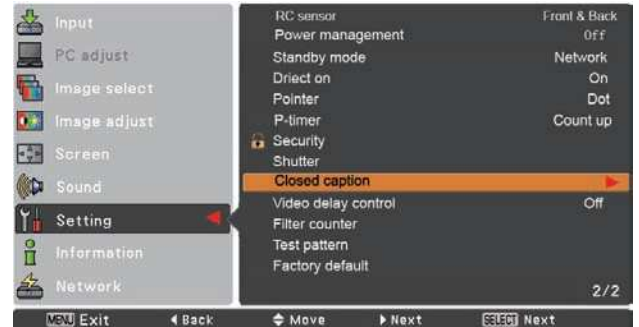 Input
PC adjust
Image select
Image adjust
Screen
Sound
Setting
Information
Network
RC sensor Front & Back
Power management Off
Standby mode Network
Driect on On
Pointer Dot
P-timer Count up
Security
Shutter
Closed caption
Video delay control Off
Filter counter
Test pattern
Factory default
2/2
MENU Exit Back Move Next SELECT Next